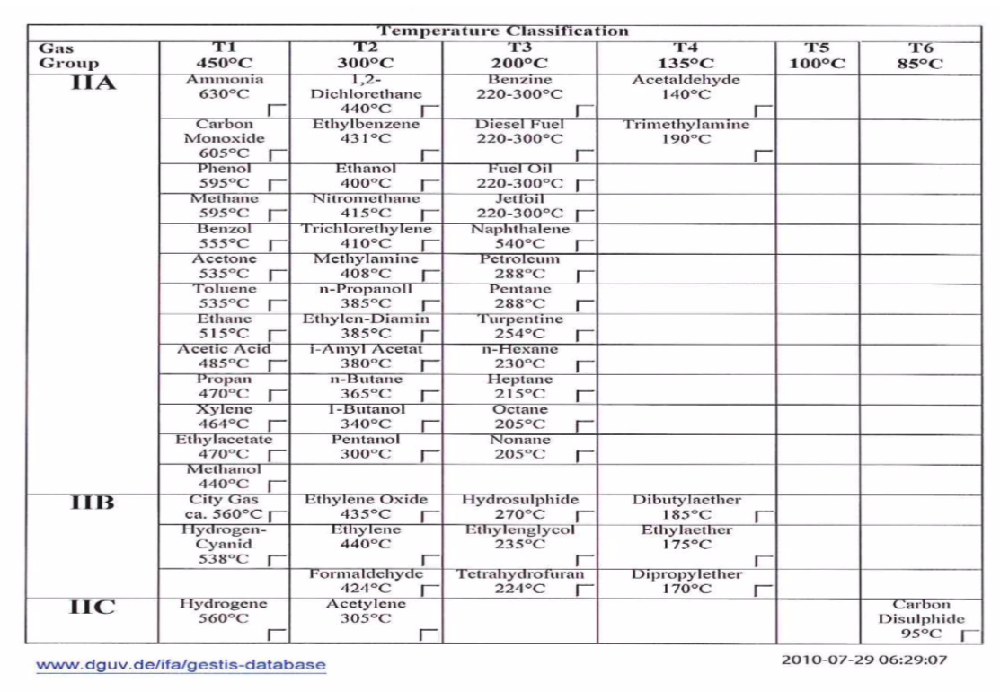 Temperature Classification
Gas Group T1 450°C T2 300°C T3 200°C T4 135°C T5 100°C T6 85°C
IIA Ammonia 630°C 1,2-Dichlorethane 440°C Benzine 220-300°C Acetaldehyde 140°C
Carbon Monoxide 605°C Ethylbenzene 431°C Diesel Fuel 220-300°C Trimethylamine 190°C
Phenol 595°C Ethanol 400°C Fuel Oil 220-300°C
Methane 595°C Nitromethane 415°C Jetfoil 220-300°C
Benzol 555°C Trichlorethylene 410°C Naphthalene 540°C
Acetone 535°C Methylamine 408°C Petroleum 288°C
Toluene 535°C n-Propanoll 385°C Pentane 288°C
Ethane 515°C Ethylen-Diamin 385°C Turpentine 254°C
Acetic Acid 485°C i-Amyl Acetat 380°C n-Hexane 230°C
Propan 470°C n-Butane 365°C Heptane 215°C
Xylene 464°C 1-Butanol 340°C Octane 205°C
Ethylacetate 470°C Pentanol 300°C Nonane 205°C
Methanol 440°C
IIB City Gas ca. 560°C Ethylene Oxide 435°C Hydrosulphide 270°C Dibutylaether 185°C
Hydrogen-Cyanid 538°C Ethylene 440°C Ethylenglycol 235°C Ethylaether 175°C
Formaldehyde 424°C Tetrahydrofuran 224°C Dipropylether 170°C
IIC Hydrogene 560°C Acetylene 305°C Carbon Disulphide 95°C
www.dguv.de/ifa/gestis-database
2010-07-29 06:29:07